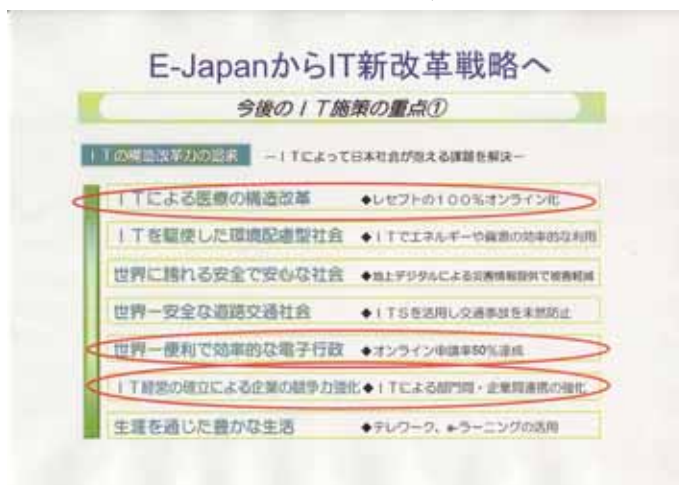 E-JapanからIT新改革戦略へ
今後のIT施策の重点①
ITの構造改革力の追求 －ITによって日本社会が抱える課題を解決－
ITによる医療の構造改革 ◆レセプトの100%オンライン化
ITを駆使した環境配慮型社会 ◆ITでエネルギーや資源の効率的な利用
世界に誇れる安全で安心な社会 ◆地上デジタルによる災害情報提供で被害軽減
世界一安全な道路交通社会 ◆ITSを活用し交通事故を未然防止
世界一便利で効率的な電子行政 ◆オンライン申請率50%達成
IT経営の確立による企業の競争力強化 ◆ITによる部門間・企業間連携の強化
生涯を通じた豊かな生活 ◆テレワーク、e-ラーニングの活用